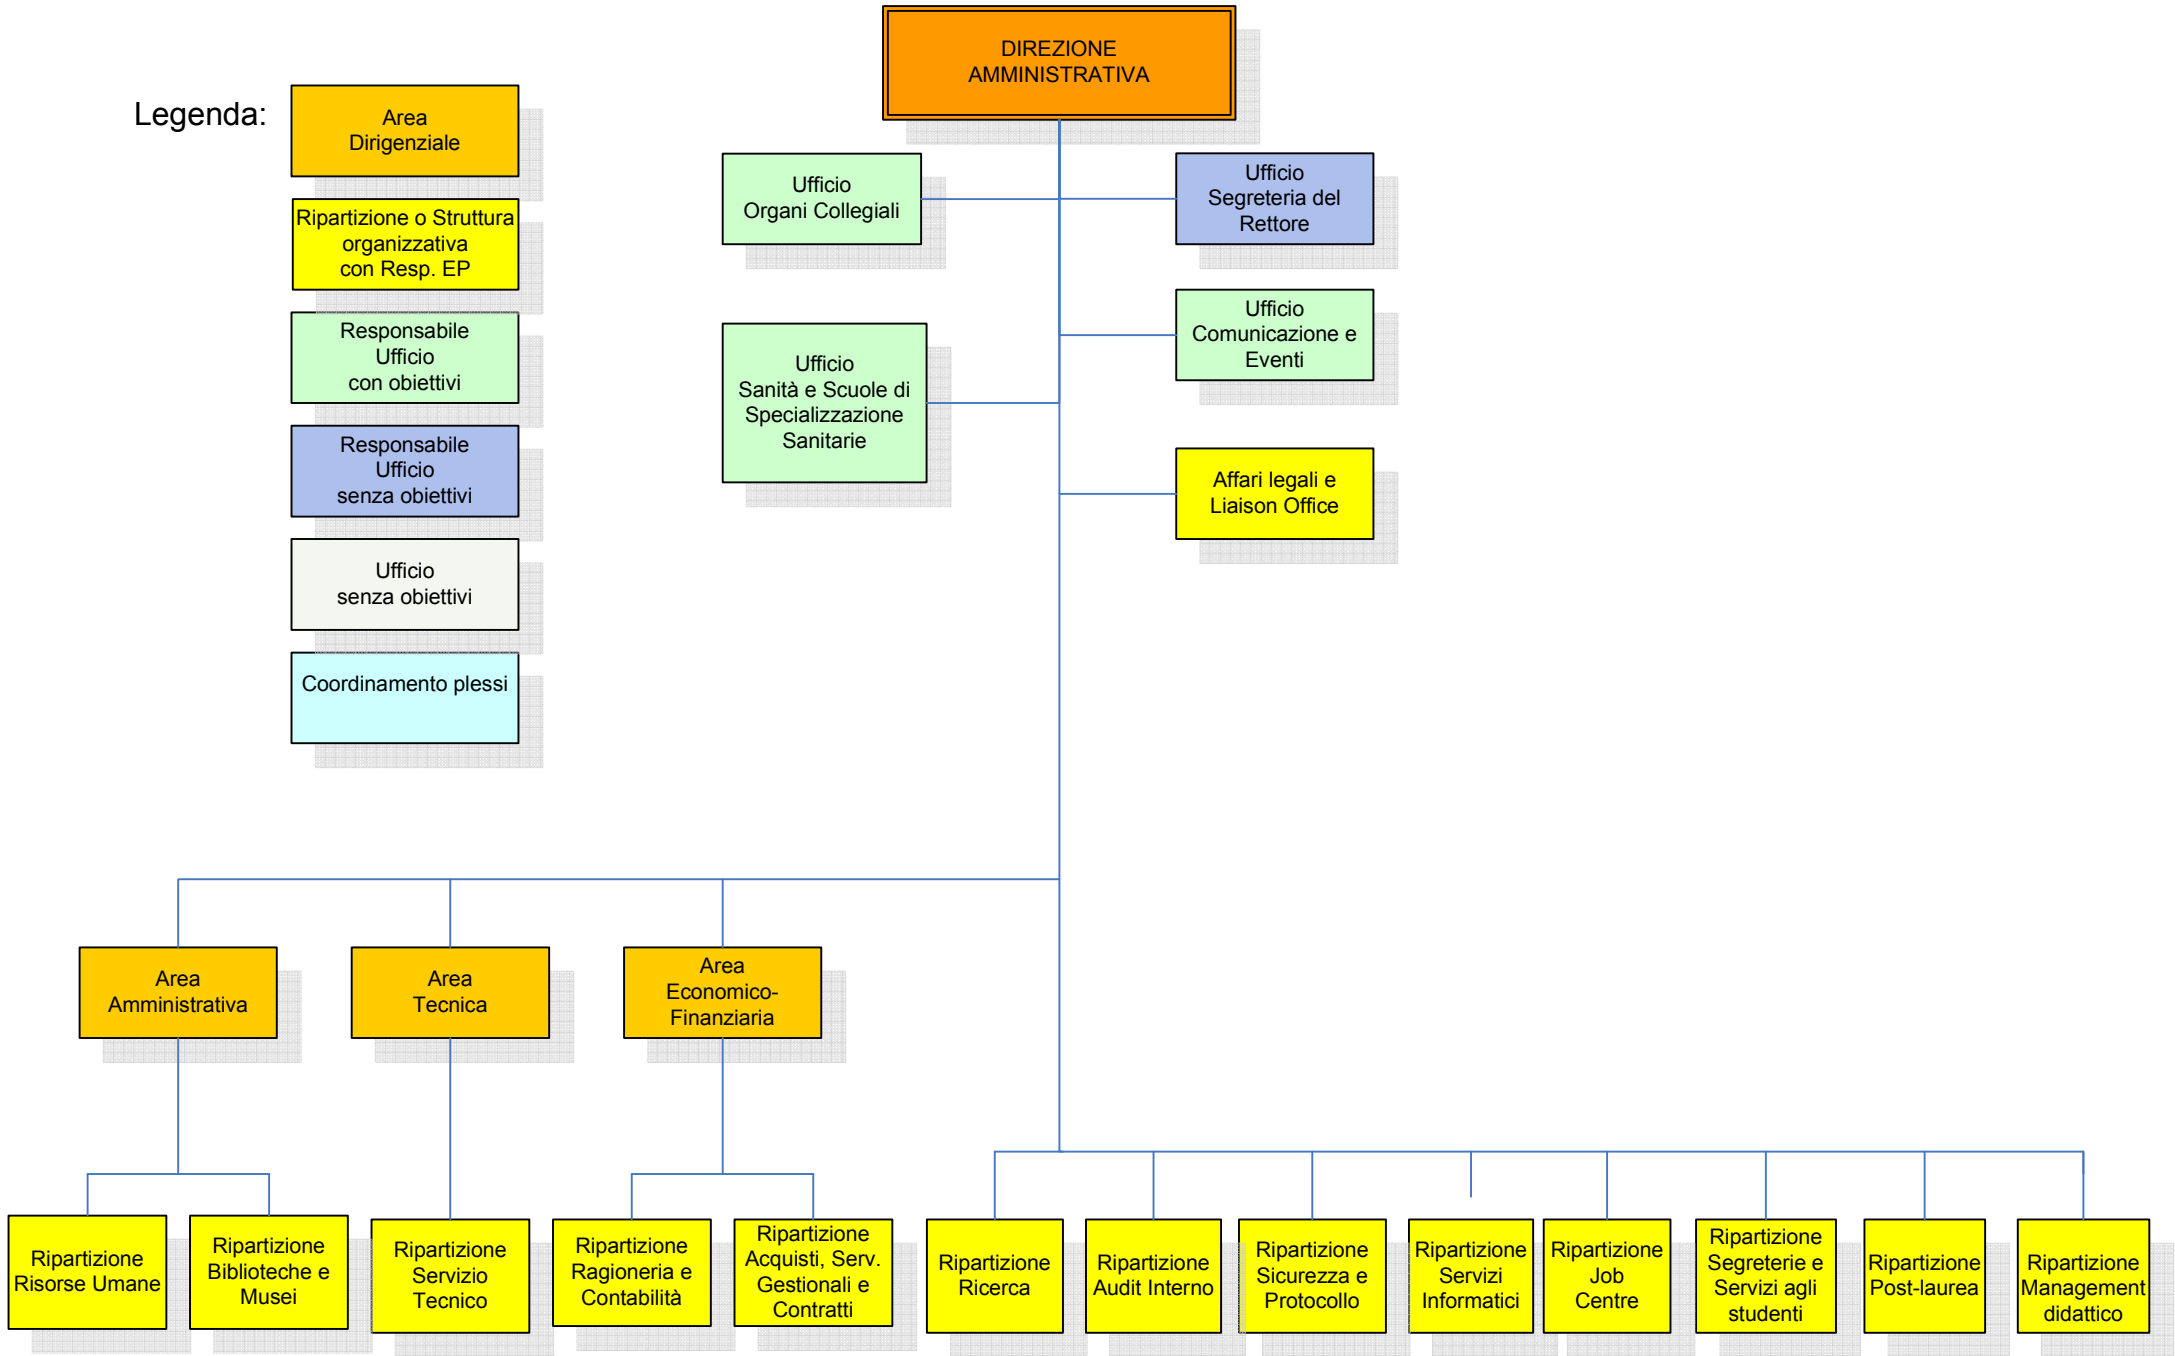 DIREZIONE
AMMINISTRATIVA
Legenda:
Area
Dirigenziale
Ripartizione o Struttura
organizzativa
con Resp. EP
Responsabile
Ufficio
con obiettivi
Responsabile
Ufficio
senza obiettivi
Ufficio
senza obiettivi
Coordinamento plessi
Ufficio
Organi Collegiali
Ufficio
Segreteria del
Rettore
Ufficio
Comunicazione e
Eventi
Ufficio
Sanità e Scuole di
Specializzazione
Sanitarie
Affari legali e
Liaison Office
Area
Amministrativa
Area
Tecnica
Area
Economico-
Finanziaria
Ripartizione
Risorse Umane
Ripartizione
Biblioteche e
Musei
Ripartizione
Servizio
Tecnico
Ripartizione
Ragioneria e
Contabilità
Ripartizione
Acquisti, Serv.
Gestionali e
Contratti
Ripartizione
Ricerca
Ripartizione
Audit Interno
Ripartizione
Sicurezza e
Protocollo
Ripartizione
Servizi
Informatici
Ripartizione
Job
Centre
Ripartizione
Segreterie e
Servizi agli
studenti
Ripartizione
Post-laurea
Ripartizione
Management
didattico